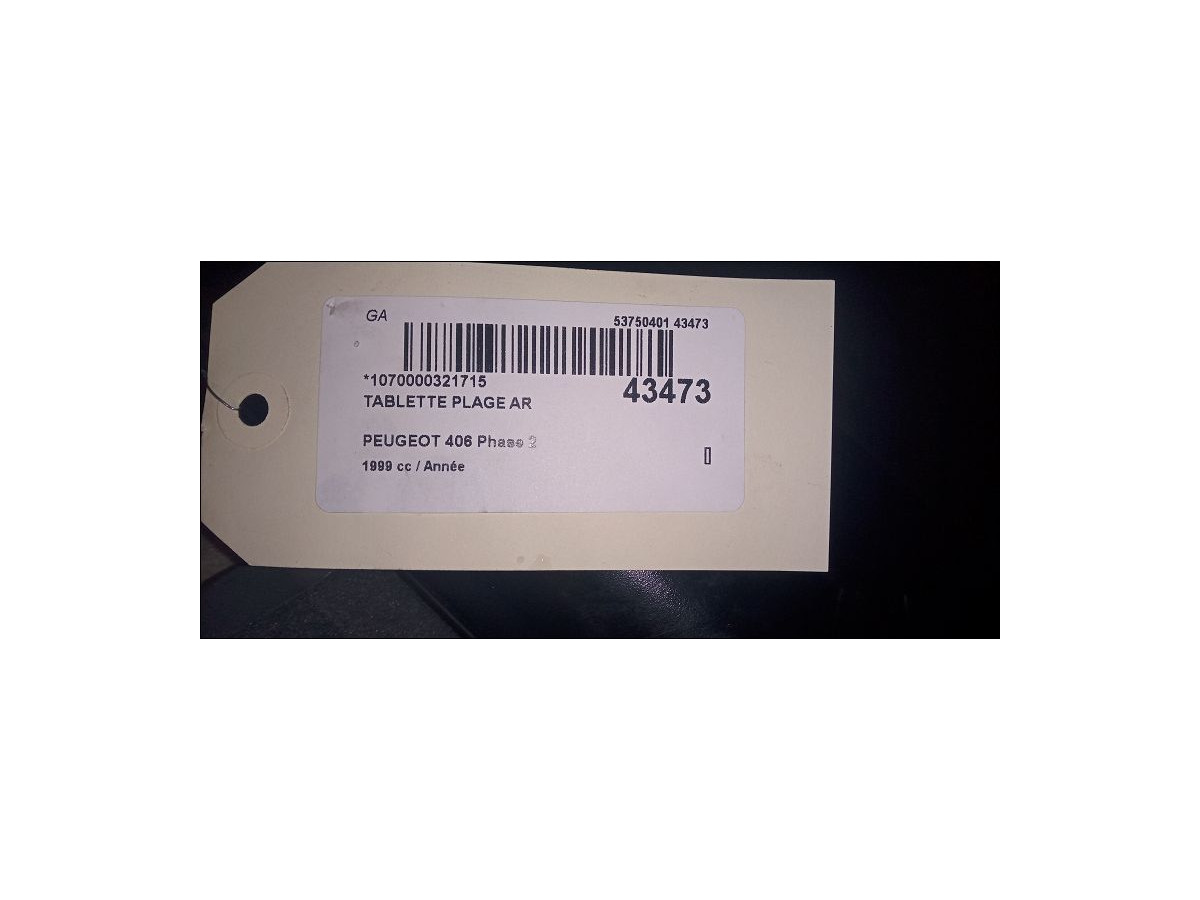 GA
53750401 43473
*1070000321715
43473
TABLETTE PLAGE AR
PEUGEOT 406 Phase 2
1999 cc / Année